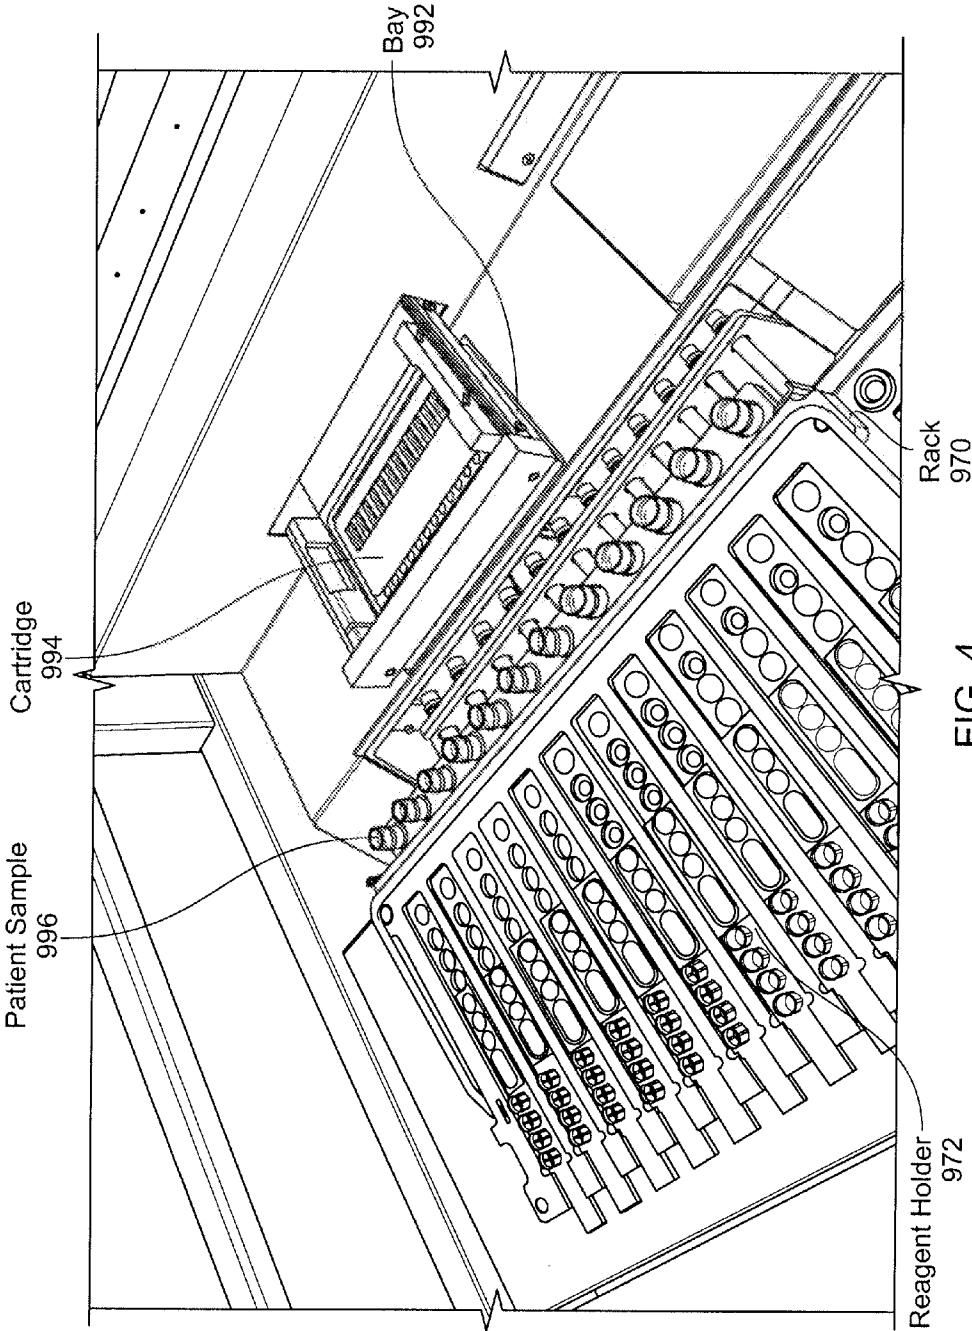 Patient Sample
996
Cartridge
994
Bay
992
Reagent Holder
972
Rack
970
FIG. 4